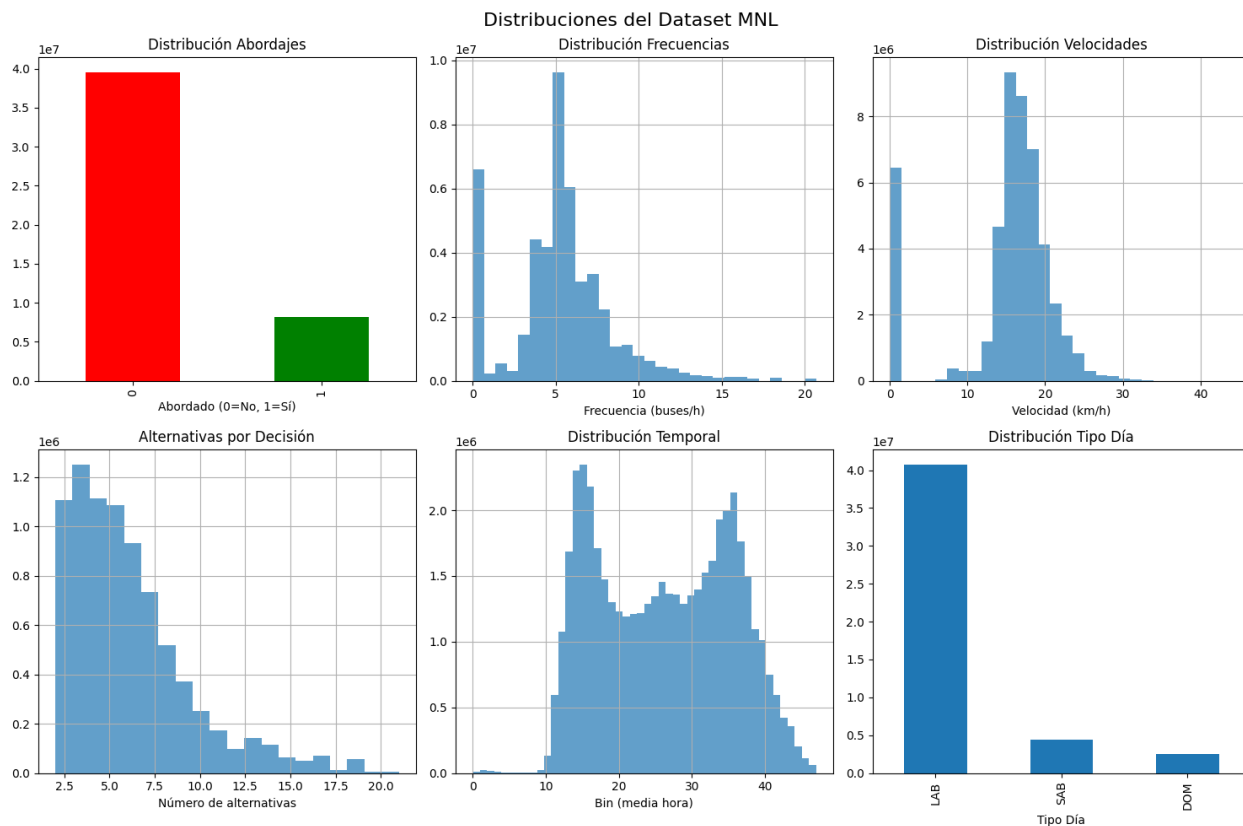 Distribuciones del Dataset MNL
Distribución Abordajes
1e7
4.0
3.5
3.0
2.5
2.0
1.5
1.0
0.5
0.0
0
1
Abordado (0=No, 1=Sí)
Distribución Frecuencias
1e7
1.0
0.8
0.6
0.4
0.2
0.0
0 5 10 15 20
Frecuencia (buses/h)
Distribución Velocidades
1e6
8
6
4
2
0
0 10 20 30 40
Velocidad (km/h)
Alternativas por Decisión
1e6
1.2
1.0
0.8
0.6
0.4
0.2
0.0
2.5 5.0 7.5 10.0 12.5 15.0 17.5 20.0
Número de alternativas
Distribución Temporal
1e6
2.0
1.5
1.0
0.5
0.0
0 10 20 30 40
Bin (media hora)
Distribución Tipo Día
1e7
4.0
3.5
3.0
2.5
2.0
1.5
1.0
0.5
0.0
LAB
SAB
DOM
Tipo Día